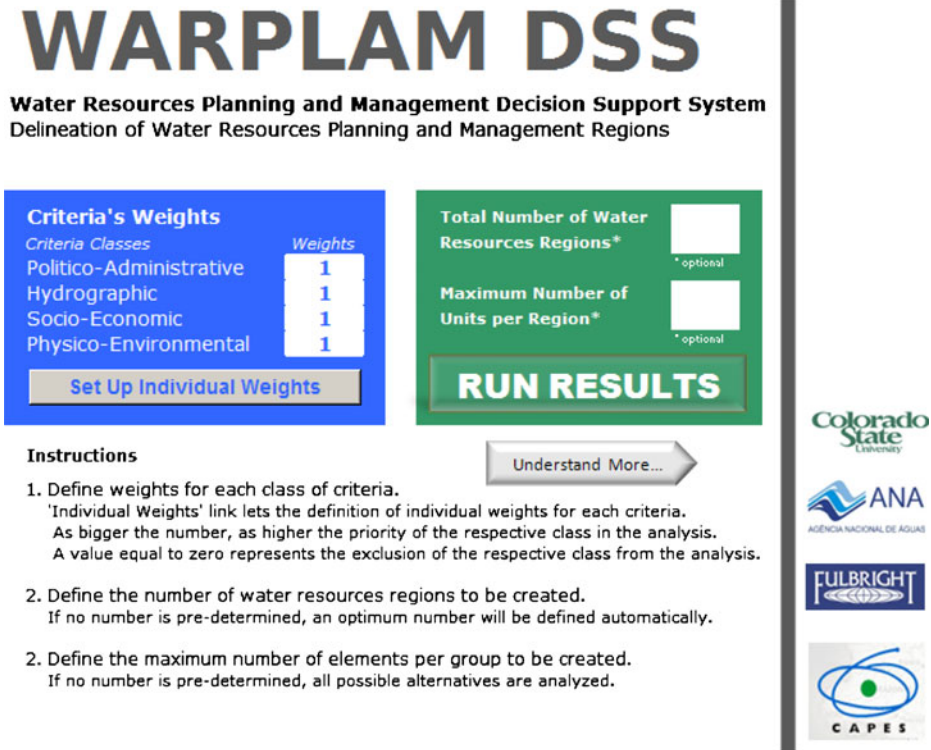 WARPLAM DSS
Water Resources Planning and Management Decision Support System
Delineation of Water Resources Planning and Management Regions
Criteria's Weights
Criteria Classes Weights
Politico-Administrative 1
Hydrographic 1
Socio-Economic 1
Physico-Environmental 1
Set Up Individual Weights
Total Number of Water
Resources Regions*
* optional
Maximum Number of
Units per Region*
* optional
RUN RESULTS
Understand More...
Instructions
1. Define weights for each class of criteria.
'Individual Weights' link lets the definition of individual weights for each criteria.
As bigger the number, as higher the priority of the respective class in the analysis.
A value equal to zero represents the exclusion of the respective class from the analysis.
2. Define the number of water resources regions to be created.
If no number is pre-determined, an optimum number will be defined automatically.
2. Define the maximum number of elements per group to be created.
If no number is pre-determined, all possible alternatives are analyzed.
Colorado
State
University
ANA
AGÊNCIA NACIONAL DE ÁGUAS
FULBRIGHT
CAPES